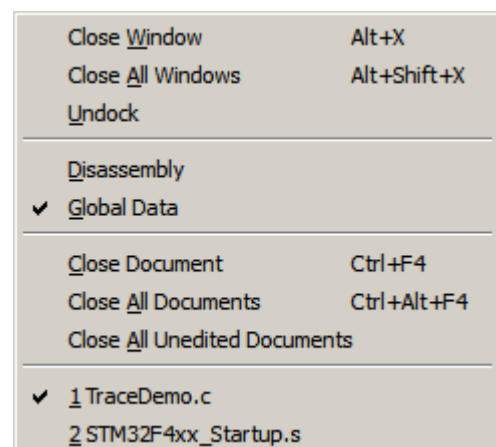 Close Window Alt+X
Close All Windows Alt+Shift+X
Undock
Disassembly
✓ Global Data
Close Document Ctrl+F4
Close All Documents Ctrl+Alt+F4
Close All Unedited Documents
✓ 1 TraceDemo.c
2 STM32F4xx_Startup.s